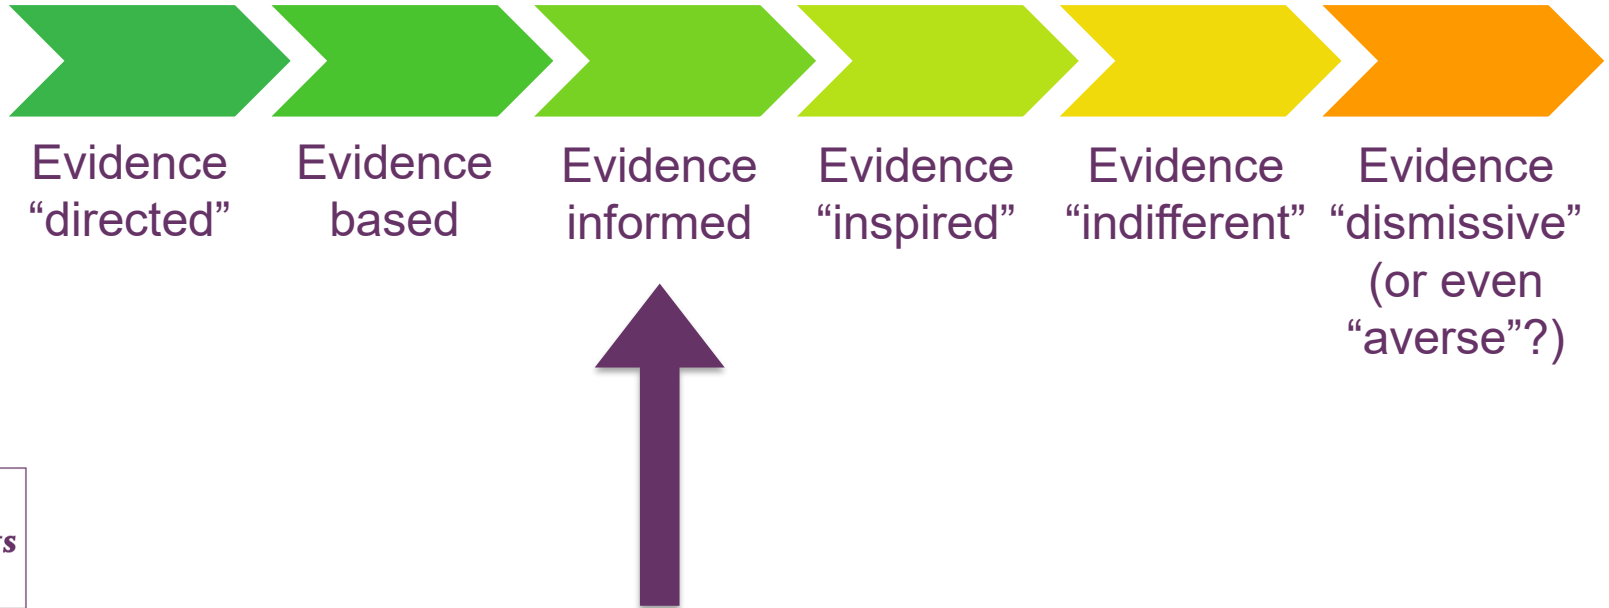 Evidence
“directed”
Evidence
based
Evidence
informed
Evidence
“inspired”
Evidence
“indifferent”
Evidence
“dismissive”
(or even
“averse”?)